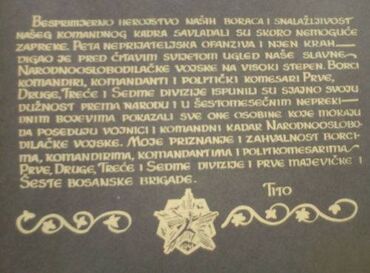 Besprimjerno herojstvo naših boraca i snalažljivost
našeg komandnog kadra savladali su skoro nemoguće
zapreke. Peta neprijateljska ofanziva i njen krah
digao je pred čitavim svijetom ugled naše slavne
Narodnooslobodilačke vojske na visoki stepen. Borci
komandiri, komandanti i politički komesari Prve,
Druge, Treće i Sedme divizije ispunili su sjajno svoju
dužnost prema narodu i u šestomesečnim nepreki-
dnim bojevima pokazali sve one osobine koje moraju
da poseduju vojnici i komandni kadar Narodnooslobo-
dilačke vojske. Moje priznanje i zahvalnost borci-
ma, komandirima, komandantima i politkomesarima
Prve, Druge, Treće i Sedme divizije i Prve majevičke i
Šeste bosanske brigade.
Tito